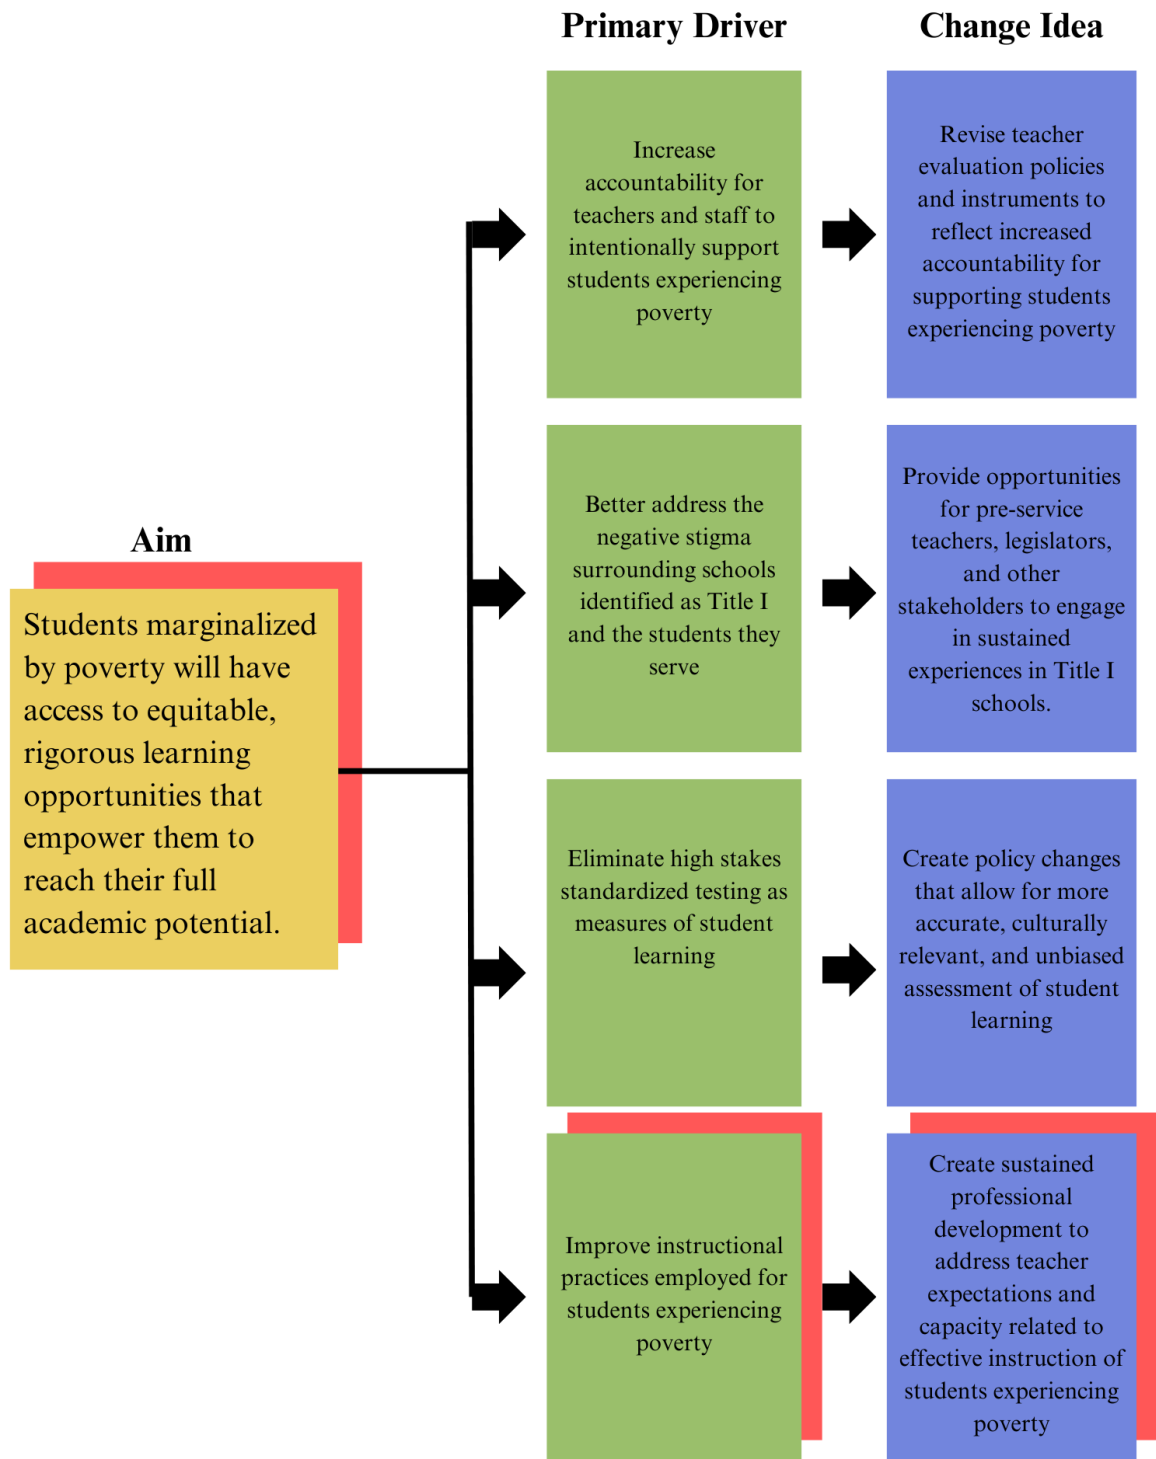 Primary Driver
Change Idea
Increase
accountability for
teachers and staff to
intentionally support
students experiencing
poverty
Revise teacher
evaluation policies
and instruments to
reflect increased
accountability for
supporting students
experiencing poverty
Better address the
negative stigma
surrounding schools
identified as Title I
and the students they
serve
Provide opportunities
for pre-service
teachers, legislators,
and other
stakeholders to engage
in sustained
experiences in Title I
schools.
Aim
Students marginalized
by poverty will have
access to equitable,
rigorous learning
opportunities that
empower them to
reach their full
academic potential.
Eliminate high stakes
standardized testing as
measures of student
learning
Create policy changes
that allow for more
accurate, culturally
relevant, and unbiased
assessment of student
learning
Improve instructional
practices employed for
students experiencing
poverty
Create sustained
professional
development to
address teacher
expectations and
capacity related to
effective instruction of
students experiencing
poverty